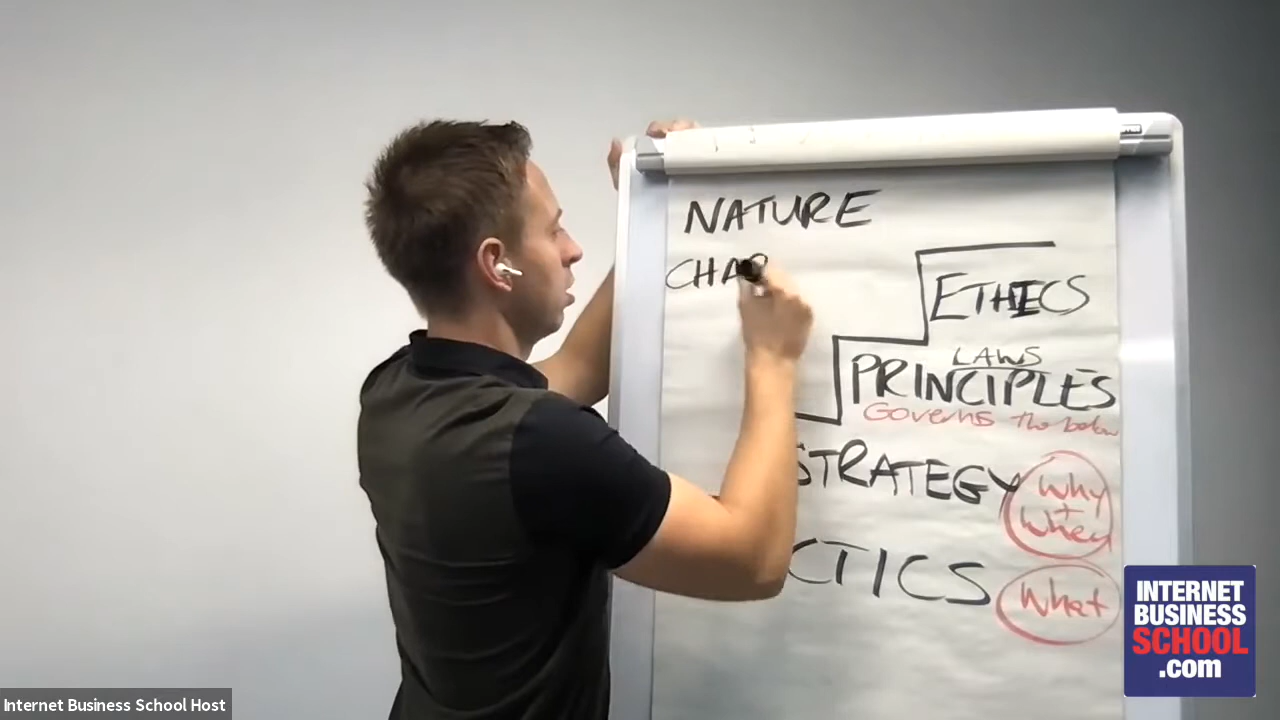 NATURE
CHAR
ETHICS
LAWS
PRINCIPLES
Governs the below
STRATEGY
Why
+
When
CTICS
What
INTERNET
BUSINESS
SCHOOL
.com
Internet Business School Host